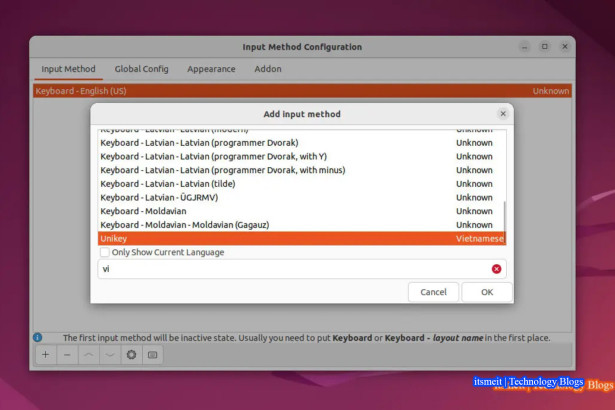 Input Method Configuration
Input Method Global Config Appearance Addon
Keyboard - English (US) Unknown
Add input method
Keyboard - Latvian - Latvian (modern) Unknown
Keyboard - Latvian - Latvian (programmer Dvorak) Unknown
Keyboard - Latvian - Latvian (programmer Dvorak, with Y) Unknown
Keyboard - Latvian - Latvian (programmer Dvorak, with minus) Unknown
Keyboard - Latvian - Latvian (tilde) Unknown
Keyboard - Latvian - ŪGJRMV) Unknown
Keyboard - Moldavian Unknown
Keyboard - Moldavian - Moldavian (Gagauz) Unknown
Unikey Vietnamese
Only Show Current Language
vi
Cancel OK
The first input method will be inactive state. Usually you need to put Keyboard or Keyboard - layout name in the first place.
itsmeit | Technology Blogs
Blogs